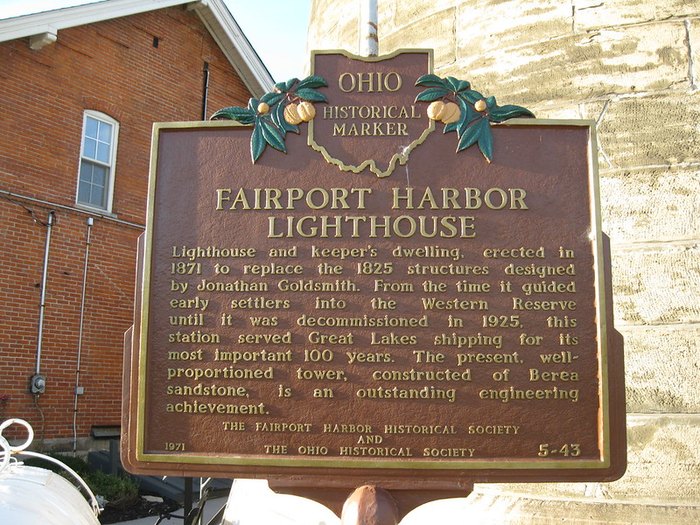 OHIO
HISTORICAL
MARKER
FAIRPORT HARBOR
LIGHTHOUSE
Lighthouse and keeper's dwelling, erected in
1871 to replace the 1825 structures designed
by Jonathan Goldsmith. From the time it guided
early settlers into the Western Reserve
until it was decommissioned in 1925, this
station served Great Lakes shipping for its
most important 100 years. The present, well-
proportioned tower, constructed of Berea
sandstone, is an outstanding engineering
achievement.
THE FAIRPORT HARBOR HISTORICAL SOCIETY
AND
1971 THE OHIO HISTORICAL SOCIETY 5-43